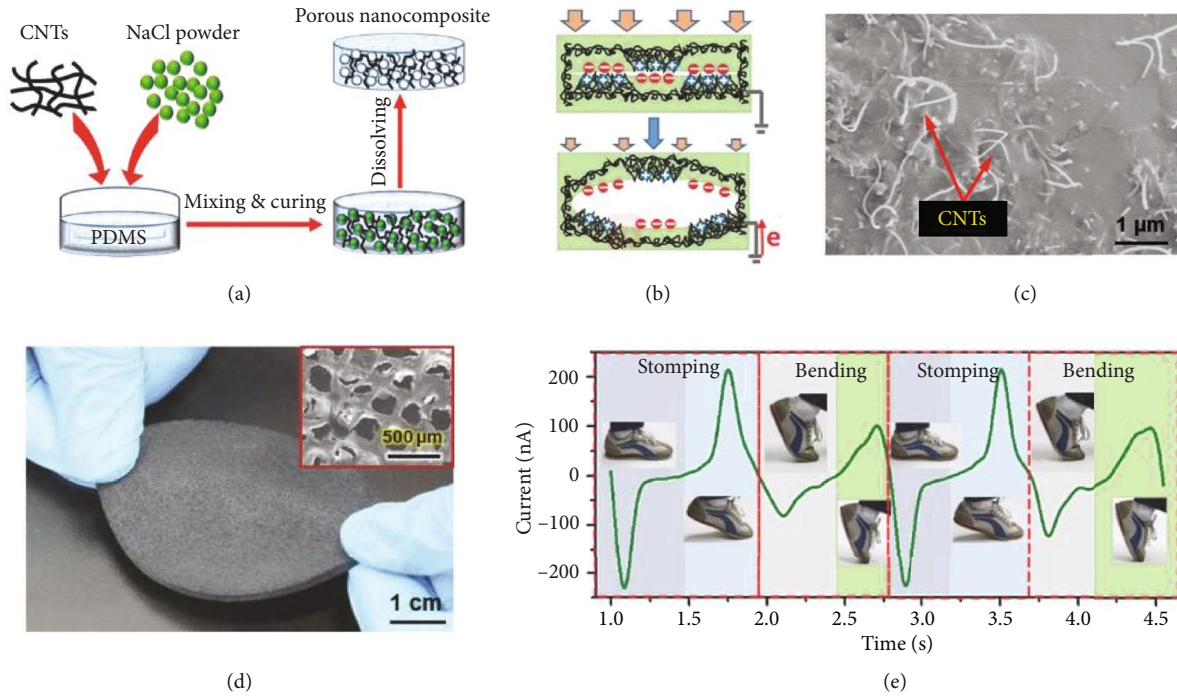 CNTs
NaCl powder
PDMS
Mixing & curing
Dissolving
Porous nanocomposite
(a)
e
(b)
CNTs
1 µm
(c)
500 µm
1 cm
(d)
Stomping
Bending
Stomping
Bending
Current (nA)
200
100
0
−100
−200
1.0
1.5
2.0
2.5
3.0
3.5
4.0
4.5
Time (s)
(e)